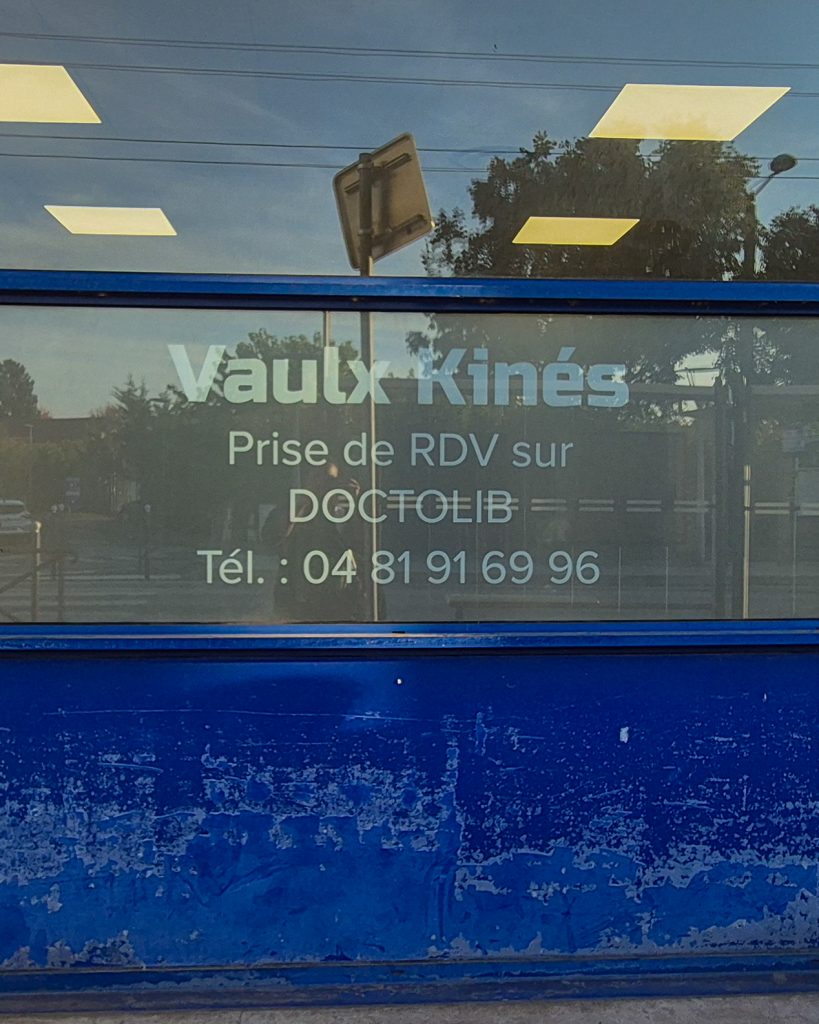 Vaulx Kinés
Prise de RDV sur
DOCTOLIB
Tél. : 04 81 91 69 96